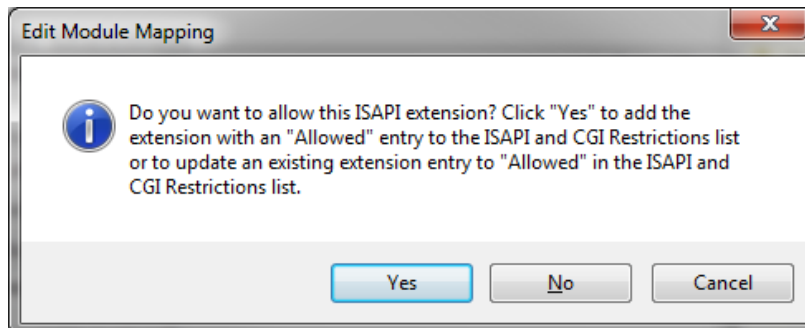 Edit Module Mapping
Do you want to allow this ISAPI extension? Click "Yes" to add the
extension with an "Allowed" entry to the ISAPI and CGI Restrictions list
or to update an existing extension entry to "Allowed" in the ISAPI and
CGI Restrictions list.
Yes
No
Cancel